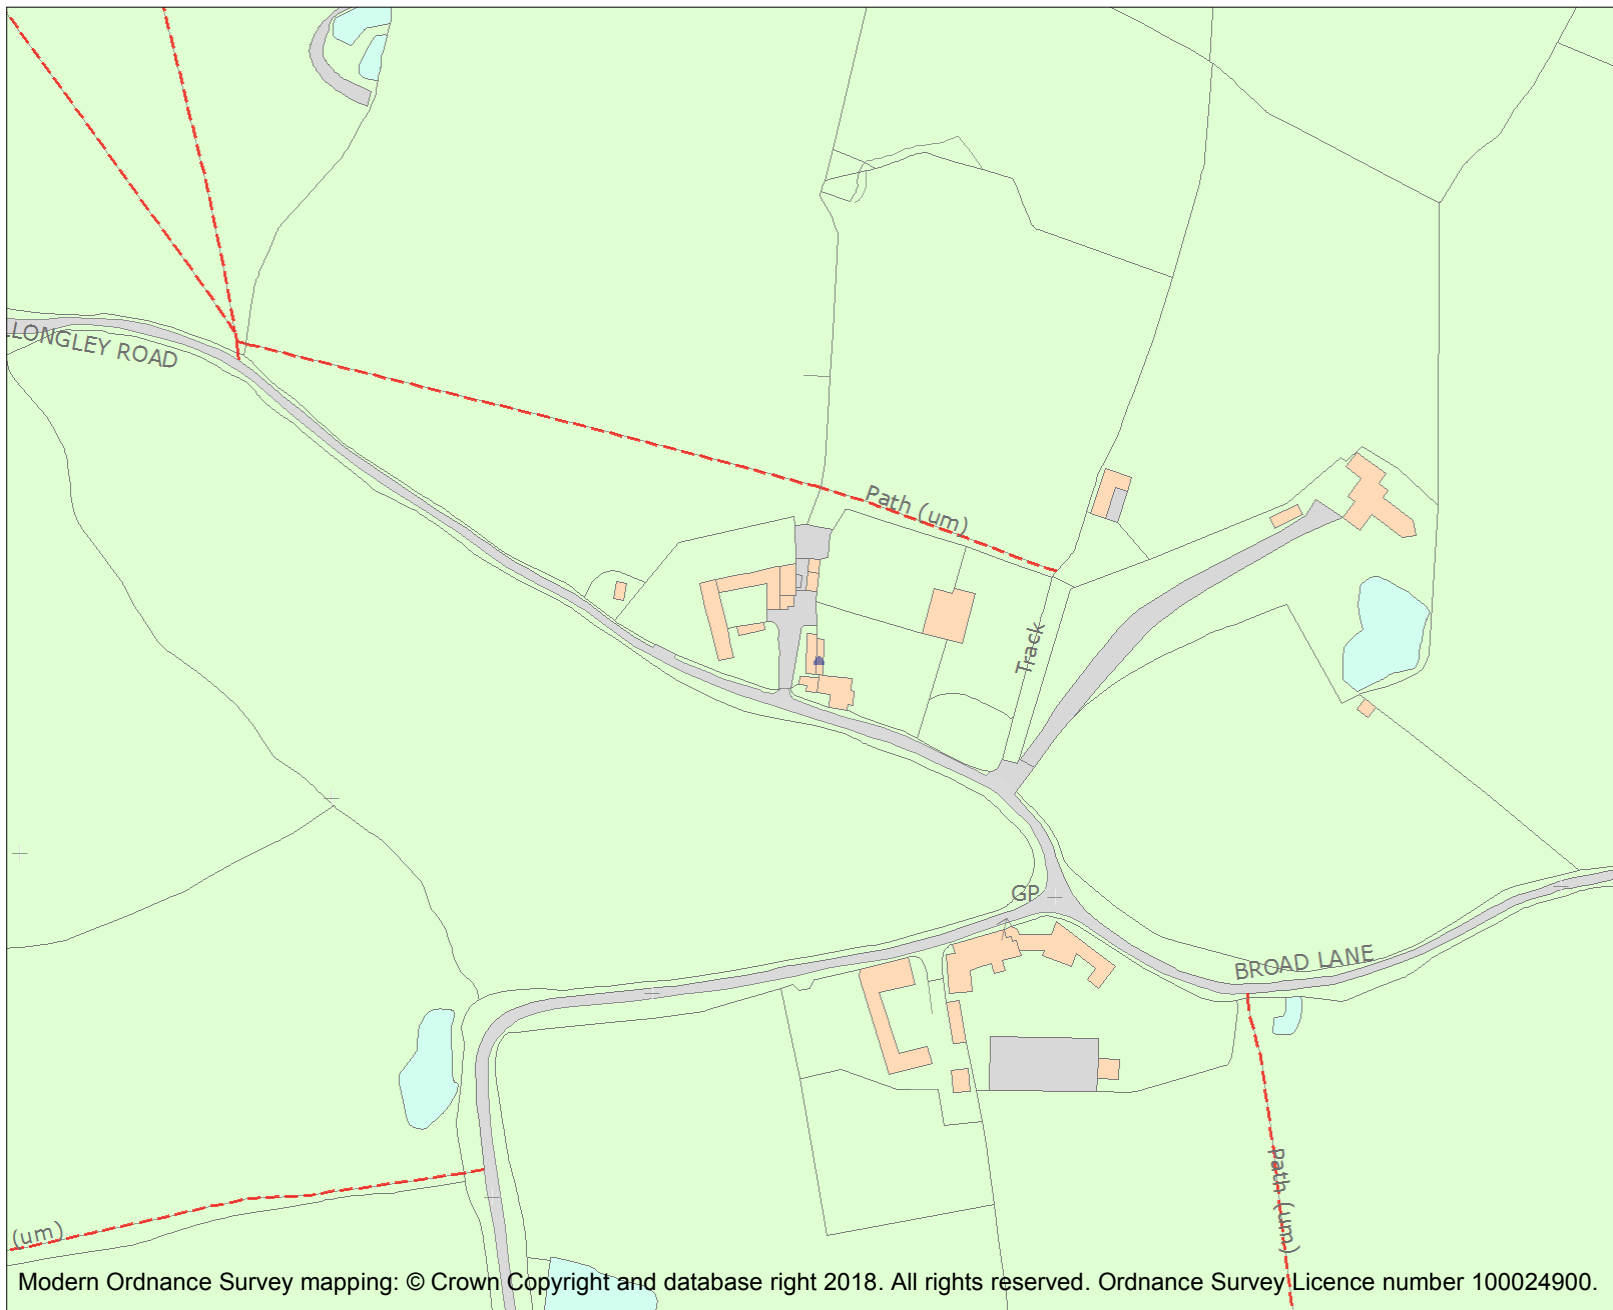 LLONGLEY ROAD
Path (um)
Track
GP
BROAD LANE
Path (um)
(um)
Modern Ordnance Survey mapping: © Crown Copyright and database right 2018. All rights reserved. Ordnance Survey Licence number 100024900.